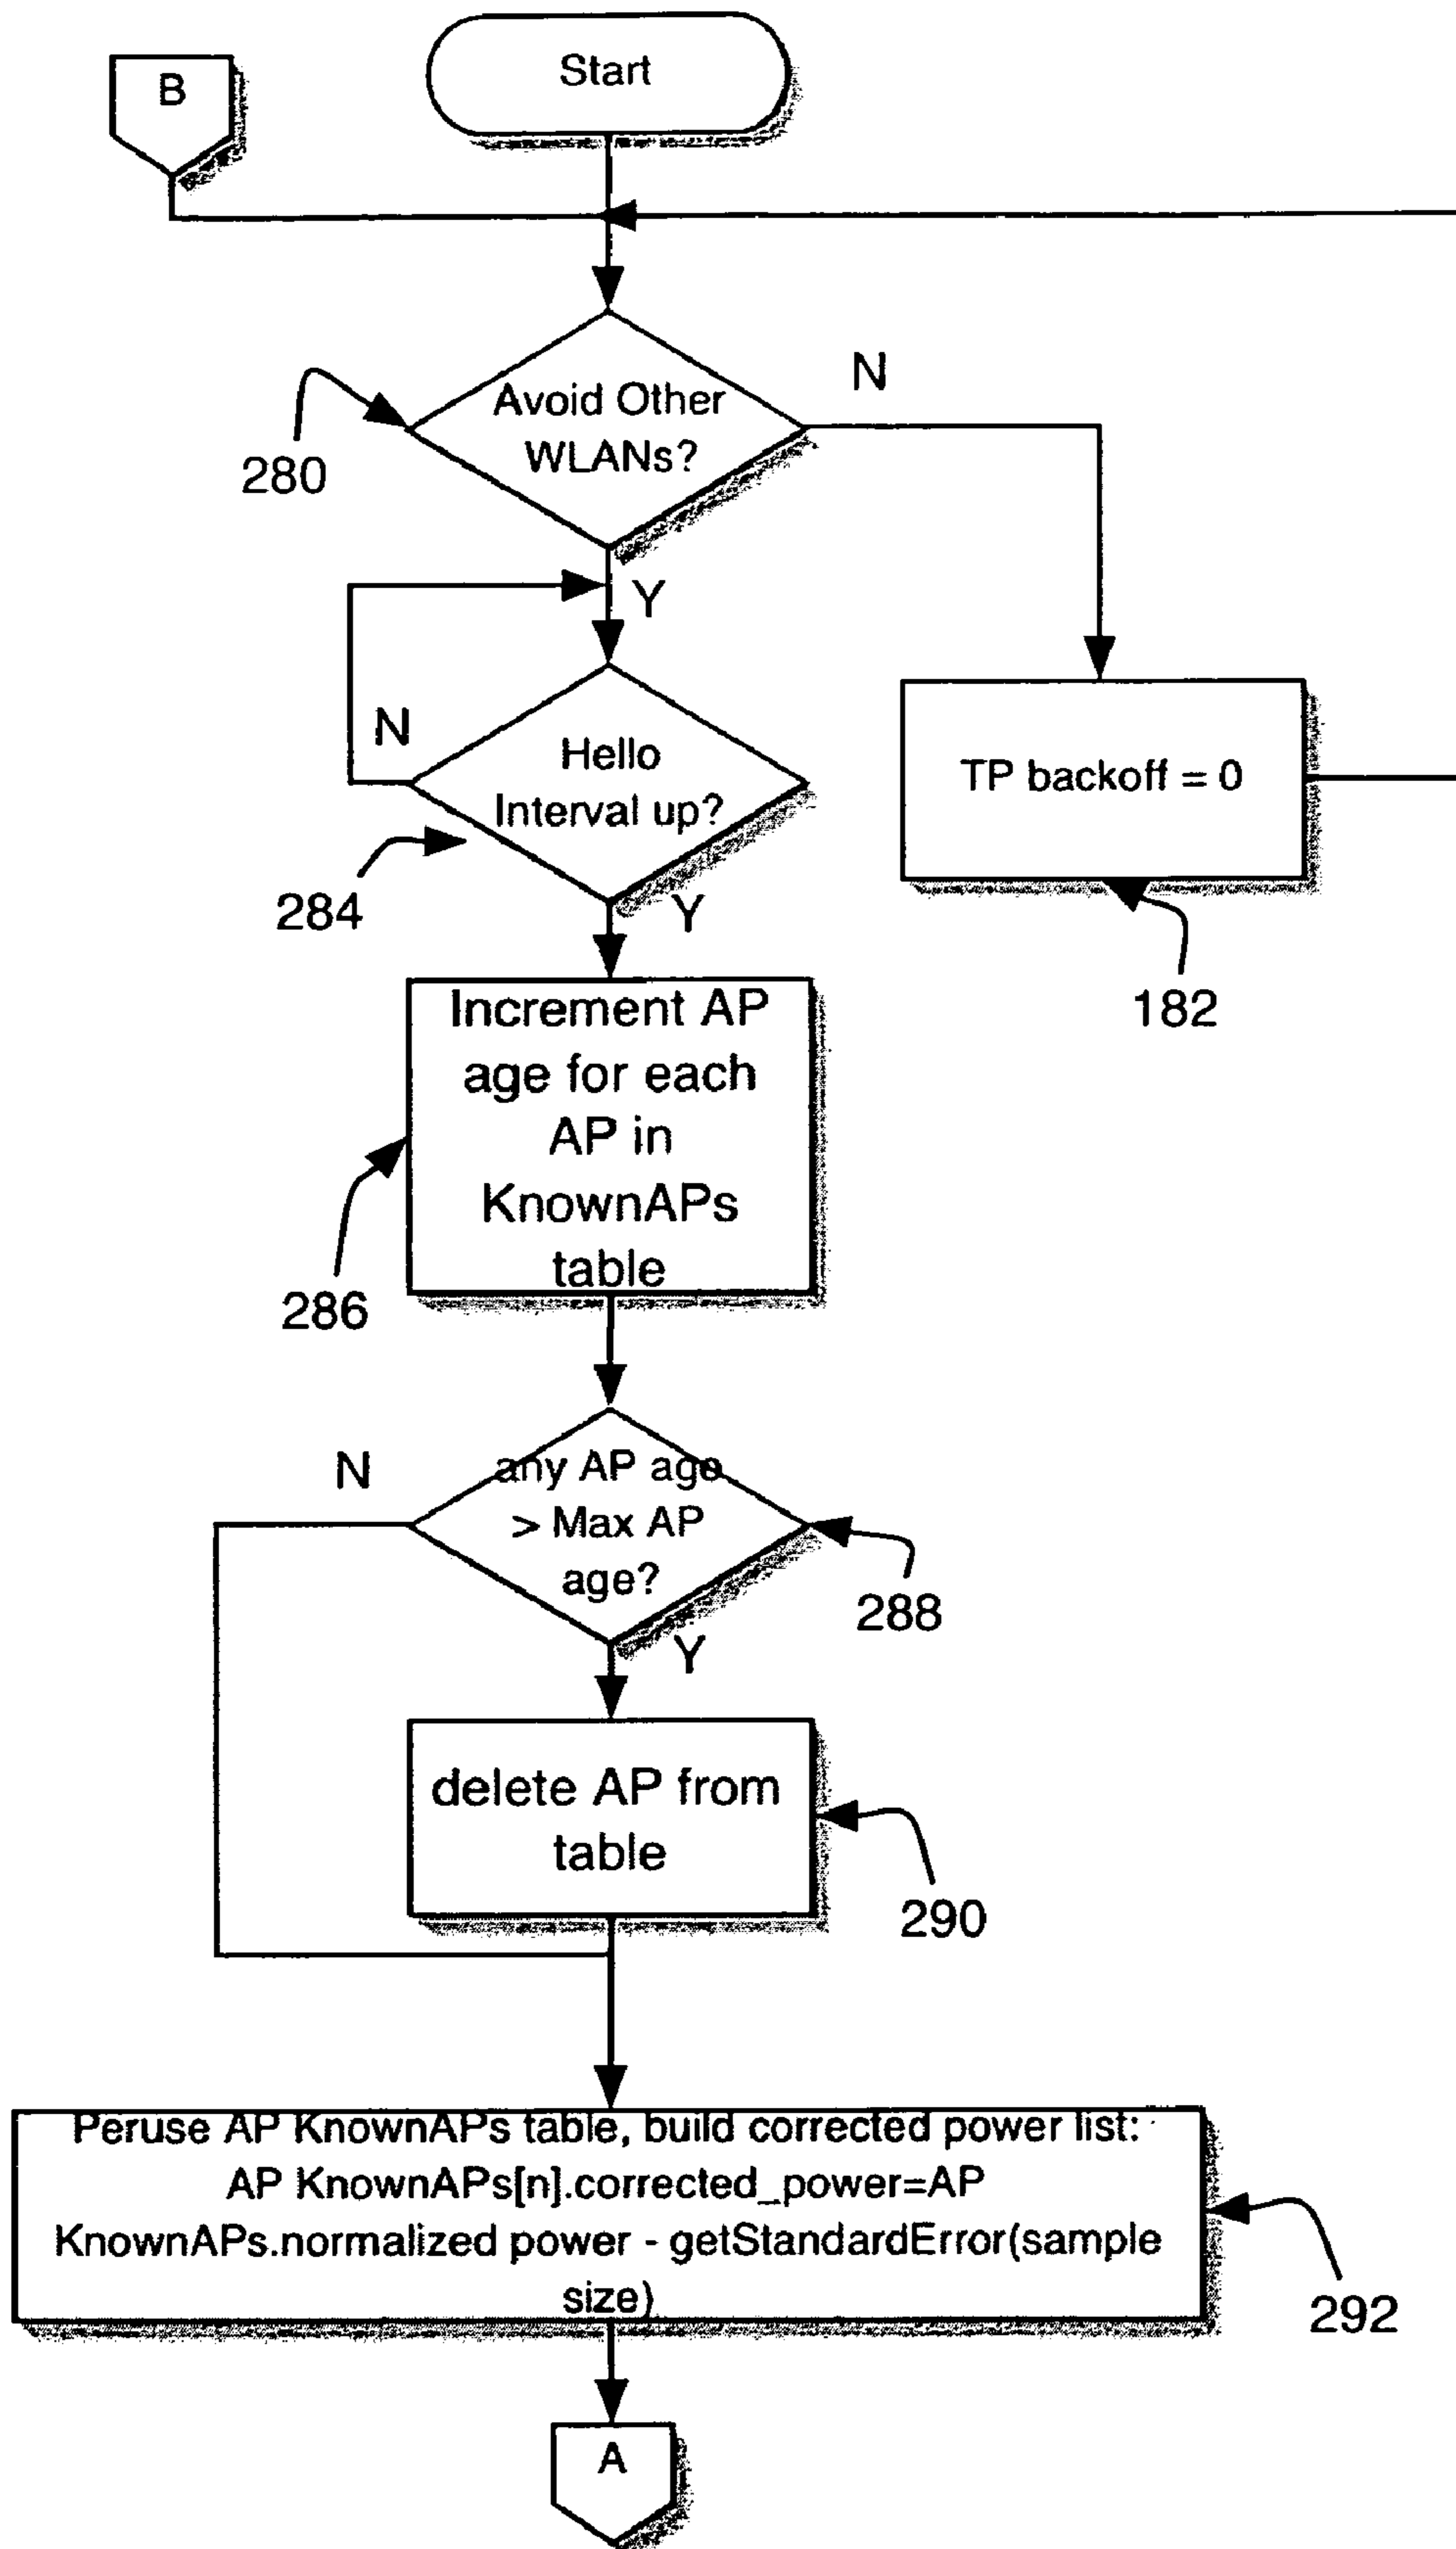 B
Start
Avoid Other
WLANs?
N
280
Y
Hello
Interval up?
N
284
Y
TP backoff = 0
182
Increment AP
age for each
AP in
KnownAPs
table
286
any AP age
> Max AP
age?
N
288
Y
delete AP from
table
290
Peruse AP KnownAPs table, build corrected power list:
AP KnownAPs[n].corrected_power=AP
KnownAPs.normalized power - getStandardError(sample
size)
292
A